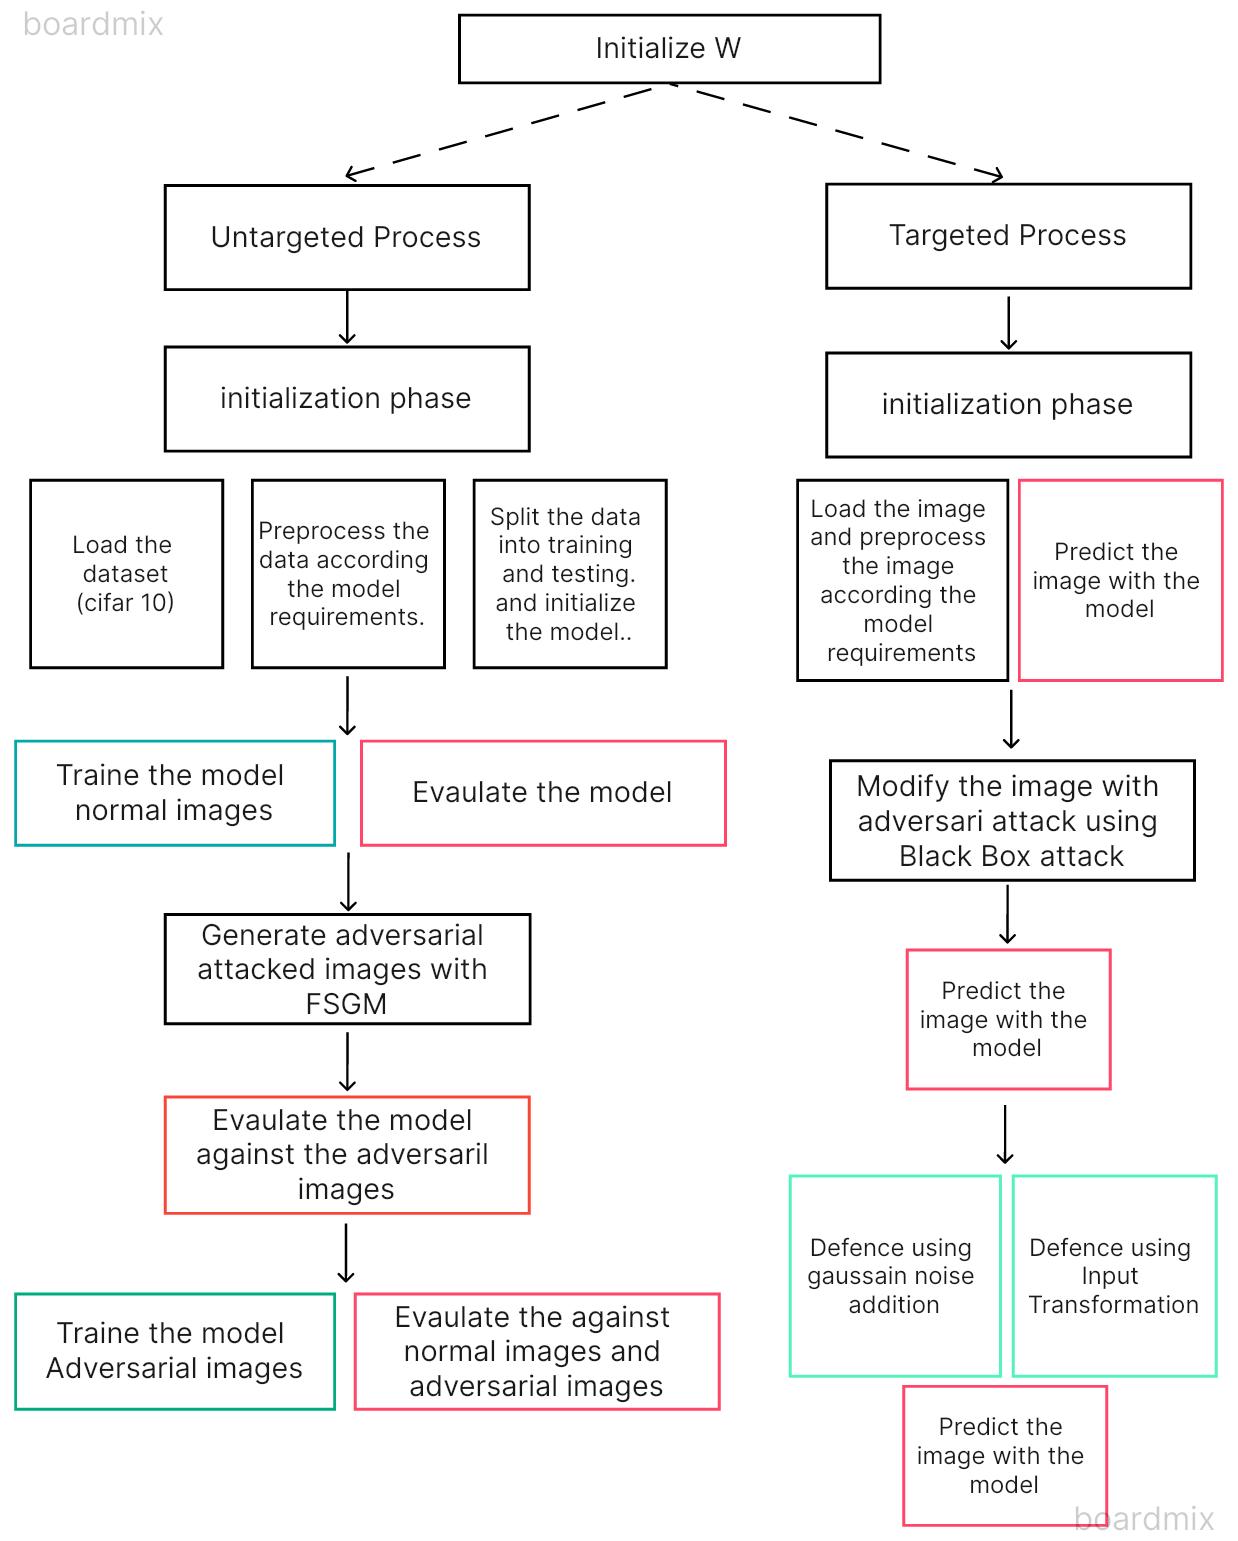 boardmix
Initialize W
Untargeted Process
Targeted Process
initialization phase
initialization phase
Load the
dataset
(cifar 10)
Preprocess the
data according
the model
requirements.
Split the data
into training
and testing.
and initialize
the model..
Load the image
and preprocess
the image
according the
model
requirements
Predict the
image with the
model
Traine the model
normal images
Evaulate the model
Modify the image with
adversari attack using
Black Box attack
Generate adversarial
attacked images with
FSGM
Predict the
image with the
model
Evaulate the model
against the adversaril
images
Defence using
gaussain noise
addition
Defence using
Input
Transformation
Traine the model
Adversarial images
Evaulate the against
normal images and
adversarial images
Predict the
image with the
model
boardmix